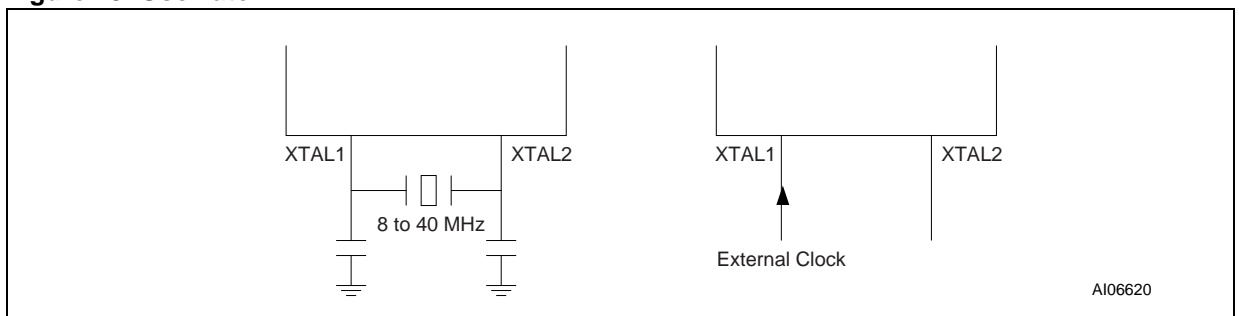 XTAL1
XTAL2
8 to 40 MHz
XTAL1
XTAL2
External Clock
AI06620